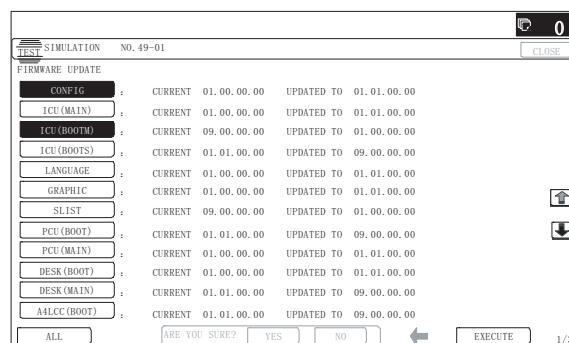 0
TEST SIMULATION NO. 49-01 CLOSE
FIRMWARE UPDATE
CONFIG : CURRENT 01.00.00.00 UPDATED TO 01.01.00.00
ICU(MAIN) : CURRENT 01.00.00.00 UPDATED TO 01.01.00.00
ICU(BOOTM) : CURRENT 09.00.00.00 UPDATED TO 01.00.00.00
ICU(BOOTS) : CURRENT 01.01.00.00 UPDATED TO 09.00.00.00
LANGUAGE : CURRENT 01.00.00.00 UPDATED TO 01.01.00.00
GRAPHIC : CURRENT 01.00.00.00 UPDATED TO 01.01.00.00
SLIST : CURRENT 09.00.00.00 UPDATED TO 01.00.00.00
PCU(BOOT) : CURRENT 01.01.00.00 UPDATED TO 09.00.00.00
PCU(MAIN) : CURRENT 01.00.00.00 UPDATED TO 01.01.00.00
DESK(BOOT) : CURRENT 01.00.00.00 UPDATED TO 01.01.00.00
DESK(MAIN) : CURRENT 01.01.00.00 UPDATED TO 09.00.00.00
A4LCC(BOOT) : CURRENT 01.01.00.00 UPDATED TO 09.00.00.00
ALL ARE YOU SURE? YES NO EXECUTE